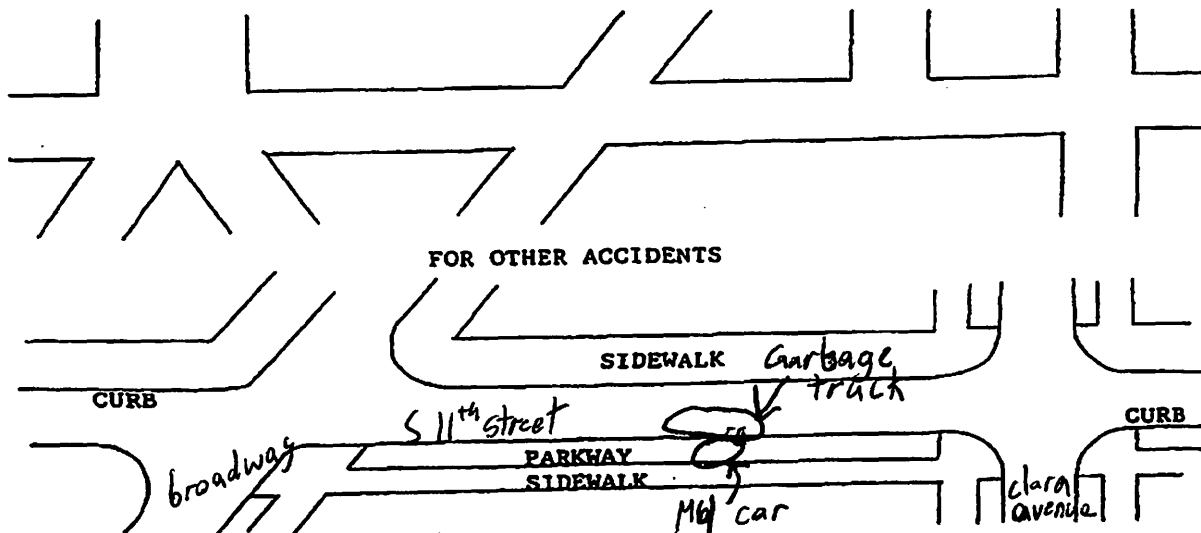 FOR OTHER ACCIDENTS
SIDEWALK
Garbage
truck
CURB
S 11th street
CURB
broadway
PARKWAY
SIDEWALK
My car
clara
avenue